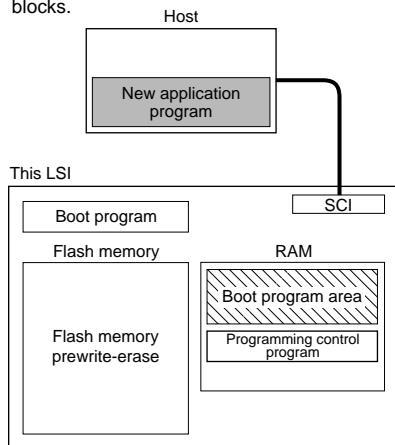 blocks.
Host
New application
program
This LSI
SCI
Boot program
Flash memory
RAM
Boot program area
Flash memory
prewrite-erase
Programming control
program